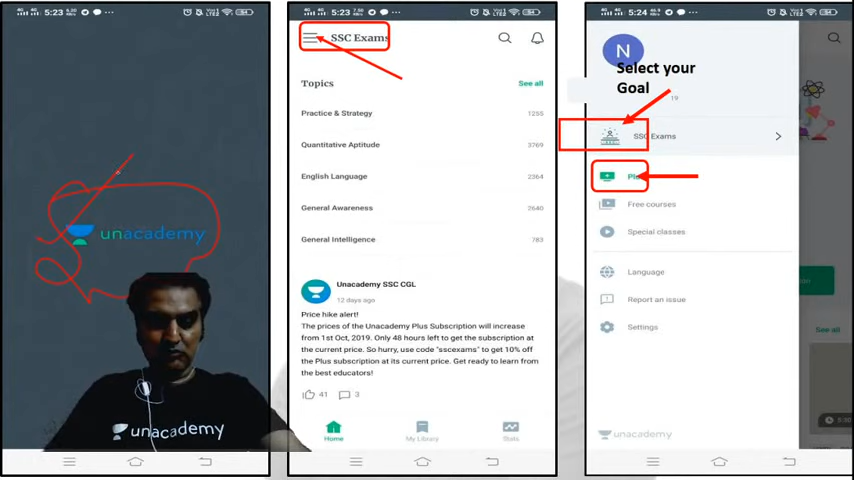 5:23
unacademy
unacademy
5:23
SSC Exams
Topics
See all
Practice & Strategy
1255
Quantitative Aptitude
3769
English Language
2364
General Awareness
2640
General Intelligence
783
Unacademy SSC CGL
12 days ago
Price hike alert!
The prices of the Unacademy Plus Subscription will increase
from 1st Oct, 2019. Only 48 hours left to get the subscription at
the current price. So hurry, use code "sscexams" to get 10% off
the Plus subscription at its current price. Get ready to learn from
the best educators!
41
3
Home
My Library
Stats
5:24
N
Select your
Goal
19
SSC Exams
Free courses
Special classes
Language
Report an issue
Settings
unacademy
See all